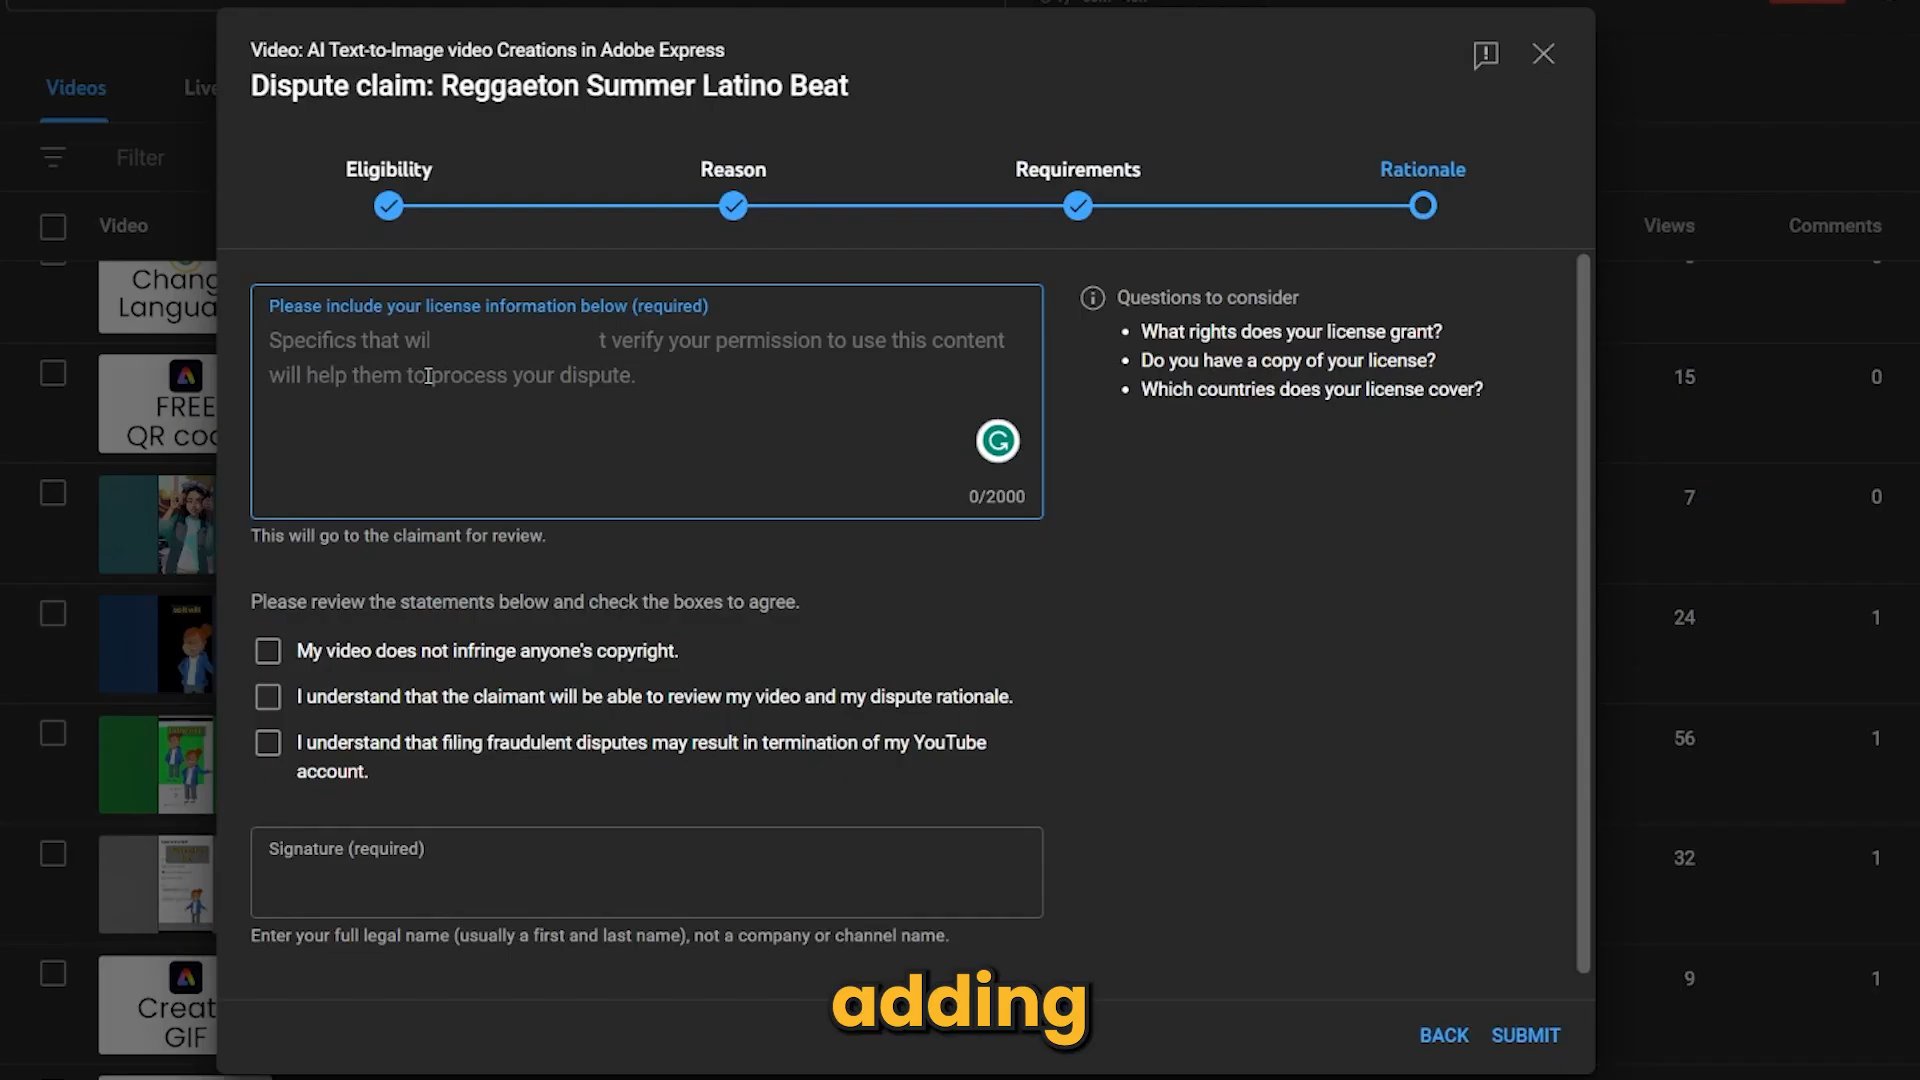 Video: AI Text-to-Image video Creations in Adobe Express
Dispute claim: Reggaeton Summer Latino Beat
Videos
Live
Filter
Eligibility
Reason
Requirements
Rationale
Video
Views
Comments
Please include your license information below (required)
Specifics that wil t verify your permission to use this content
will help them to process your dispute.
0/2000
This will go to the claimant for review.
Questions to consider
• What rights does your license grant?
• Do you have a copy of your license?
• Which countries does your license cover?
Chang
Langua
FREE
QR cod
15
0
7
0
24
1
56
1
32
1
9
1
Please review the statements below and check the boxes to agree.
My video does not infringe anyone's copyright.
I understand that the claimant will be able to review my video and my dispute rationale.
I understand that filing fraudulent disputes may result in termination of my YouTube
account.
Signature (required)
Enter your full legal name (usually a first and last name), not a company or channel name.
Creat
GIF
adding
BACK
SUBMIT